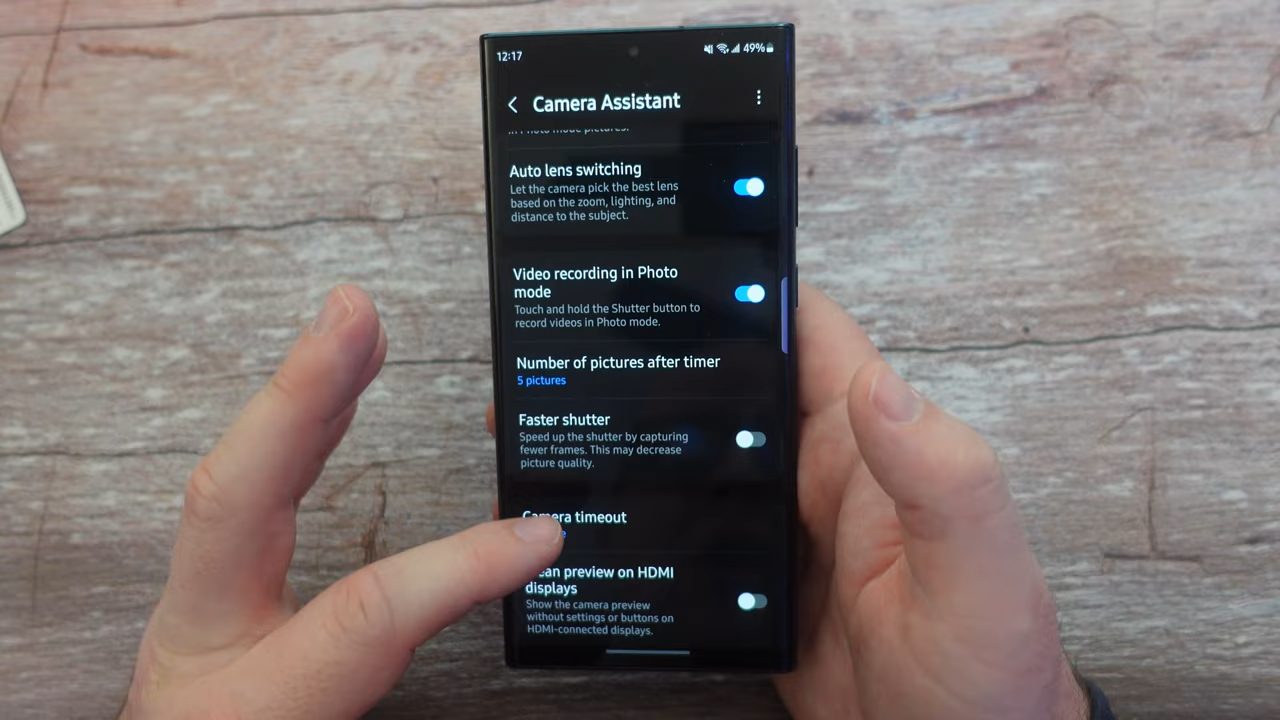 12:17
49%
Camera Assistant
in Photo mode pictures.
Auto lens switching
Let the camera pick the best lens
based on the zoom, lighting, and
distance to the subject.
Video recording in Photo
mode
Touch and hold the Shutter button to
record videos in Photo mode.
Number of pictures after timer
5 pictures
Faster shutter
Speed up the shutter by capturing
fewer frames. This may decrease
picture quality.
Camera timeout
preview on HDMI
displays
Show the camera preview
without settings or buttons on
HDMI-connected displays.